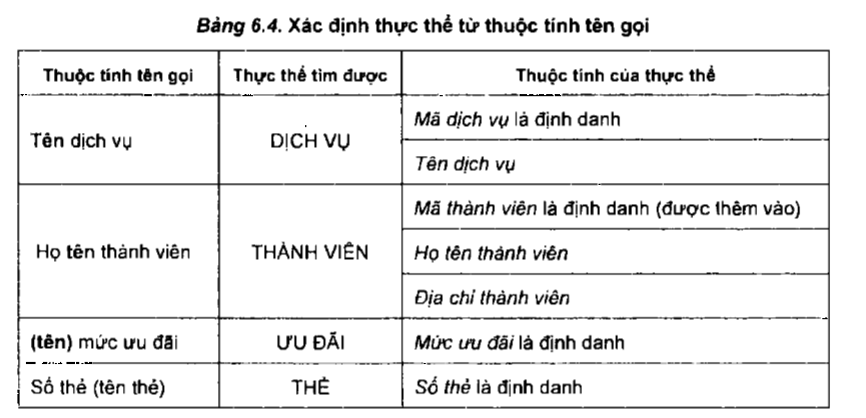 Bảng 6.4. Xác định thực thể từ thuộc tính tên gọi
Thuộc tính tên gọi Thực thể tìm được Thuộc tính của thực thể
Tên dịch vụ DỊCH VỤ Mã dịch vụ là định danh
Tên dịch vụ
Họ tên thành viên THÀNH VIÊN Mã thành viên là định danh (được thêm vào)
Họ tên thành viên
Địa chỉ thành viên
(tên) mức ưu đãi ƯU ĐÃI Mức ưu đãi là định danh
Số thẻ (tên thẻ) THẺ Số thẻ là định danh